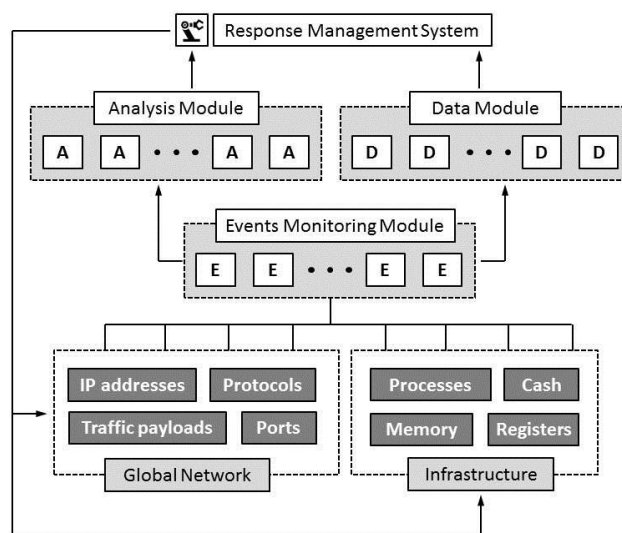 Response Management System
Analysis Module
Data Module
A A • • • A A
D D • • • D D
Events Monitoring Module
E E • • • E E
IP addresses Protocols
Traffic payloads Ports
Global Network
Processes Cash
Memory Registers
Infrastructure